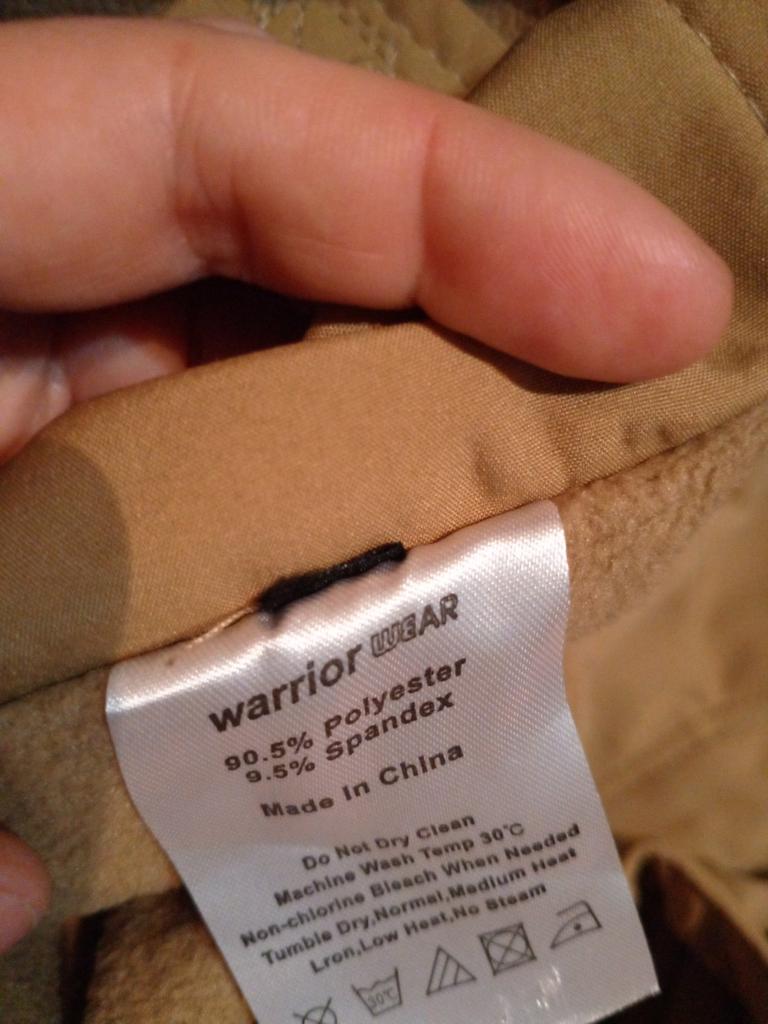 warrior WEAR
90.5% polyester
9.5% Spandex
Made In China
Do Not Dry Clean
Machine Wash Temp 30°C
Non-chlorine Bleach When Needed
Tumble Dry,Normal,Medium Heat
Lron,Low Heat,No Steam
30°C